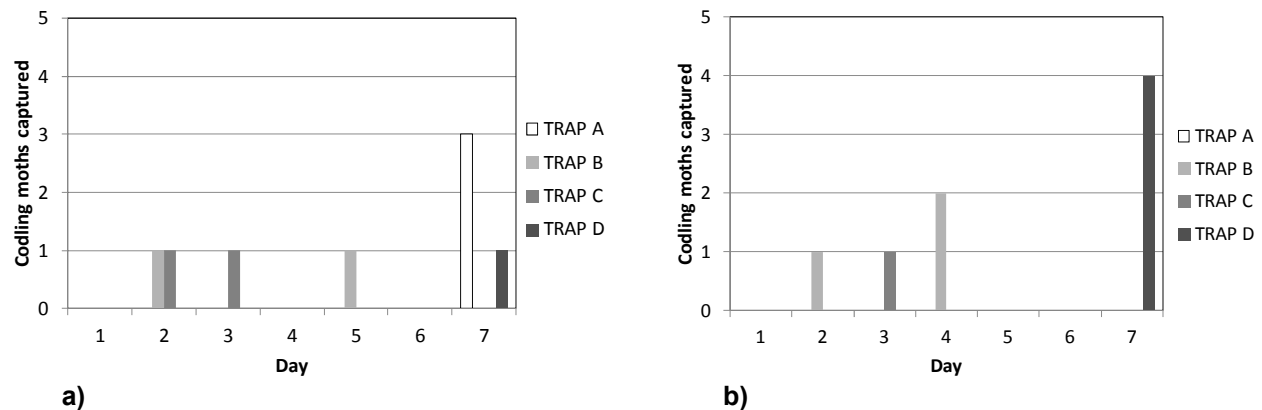 Codling moths captured
5
4
3
2
1
0
1 2 3 4 5 6 7
Day
TRAP A
TRAP B
TRAP C
TRAP D
a)
Codling moths captured
5
4
3
2
1
0
1 2 3 4 5 6 7
Day
TRAP A
TRAP B
TRAP C
TRAP D
b)